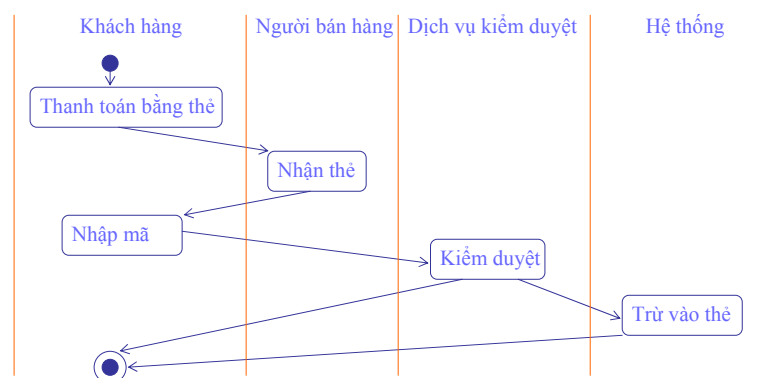 Khách hàng
Người bán hàng
Dịch vụ kiểm duyệt
Hệ thống
Thanh toán bằng thẻ
Nhận thẻ
Nhập mã
Kiểm duyệt
Trừ vào thẻ